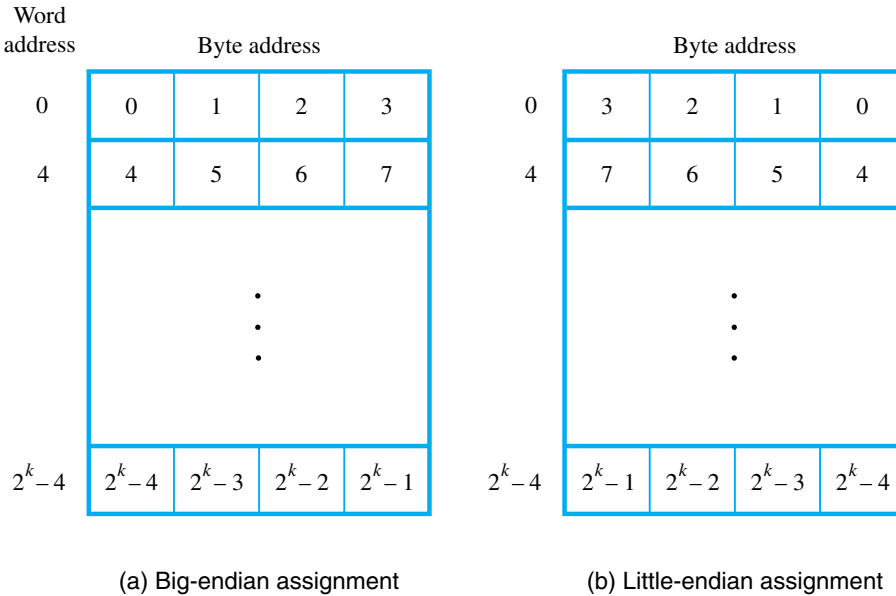 Word
address
Byte address
0
0 1 2 3
4
4 5 6 7
2^k – 4
2^k – 4 2^k – 3 2^k – 2 2^k – 1
(a) Big-endian assignment
Byte address
0
3 2 1 0
4
7 6 5 4
2^k – 4
2^k – 1 2^k – 2 2^k – 3 2^k – 4
(b) Little-endian assignment